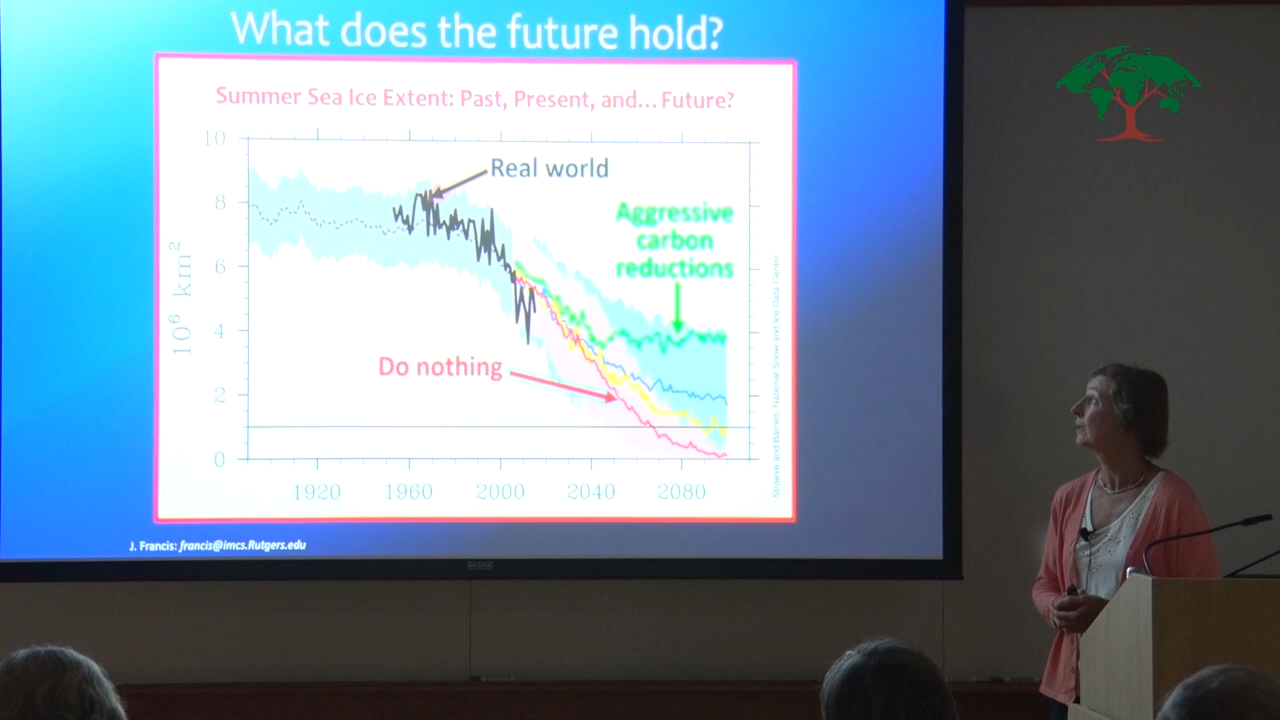 What does the future hold?
Summer Sea Ice Extent: Past, Present, and... Future?
10
8
6
4
2
0
10⁶ km²
Real world
Aggressive
carbon
reductions
Do nothing
1920 1960 2000 2040 2080
Stroeve and Barrett, National Snow and Ice Data Center
J. Francis: francis@imcs.Rutgers.edu